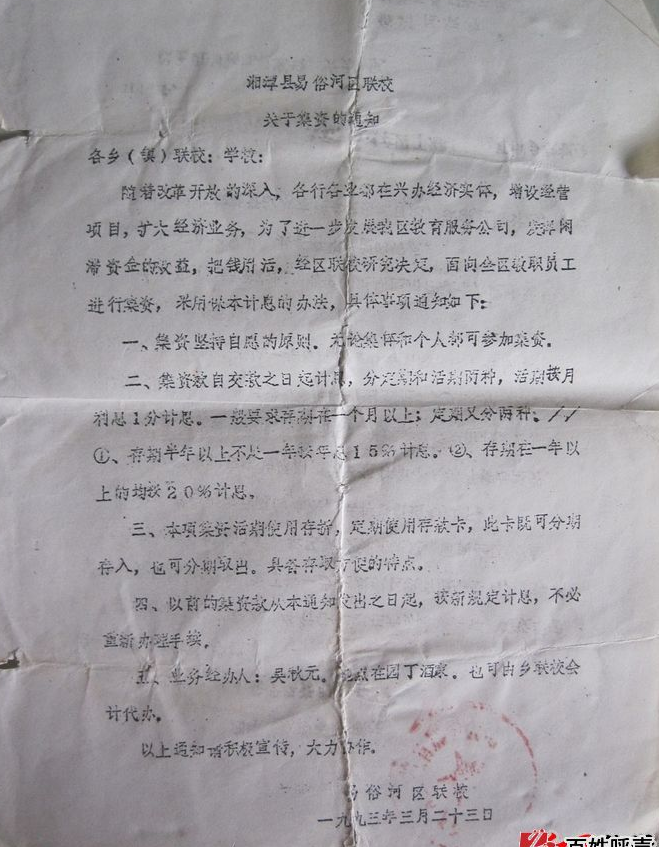 湘潭县易俗河区联校
关于集资的通知
各乡（镇）联校：学校：
随着改革开放的深入，各行各业都在兴办经济实体，增设经营
项目，扩大经济业务，为了进一步发展我区教育服务公司，发挥闲
滞资金的效益，把钱用活，经区联校研究决定，面向全区教职员工
进行集资，采用保本计息的办法，具体事项通知如下：
一、集资坚持自愿的原则。无论集体和个人都可参加集资。
二、集资款自交款之日起计息，分定期和活期两种，活期按月
利息1分计息。一般要求存期在一个月以上；定期又分两种：//
①、存期半年以上不足一年按年息15％计息。②、存期在一年以
上的均按20％计息。
三、本项集资活期使用存折，定期使用存款卡，此卡既可分期
存入，也可分期取出。具备存取方便的特点。
四、以前的集资款从本通知发出之日起，按新规定计息，不必
重新办理手续。
五、业务经办人：吴秋元。地点在园丁酒家。也可由乡联校会
计代办。
以上通知请积极宣传，大力协作。
易俗河区联校
一九九三年三月二十三日
百姓呼声